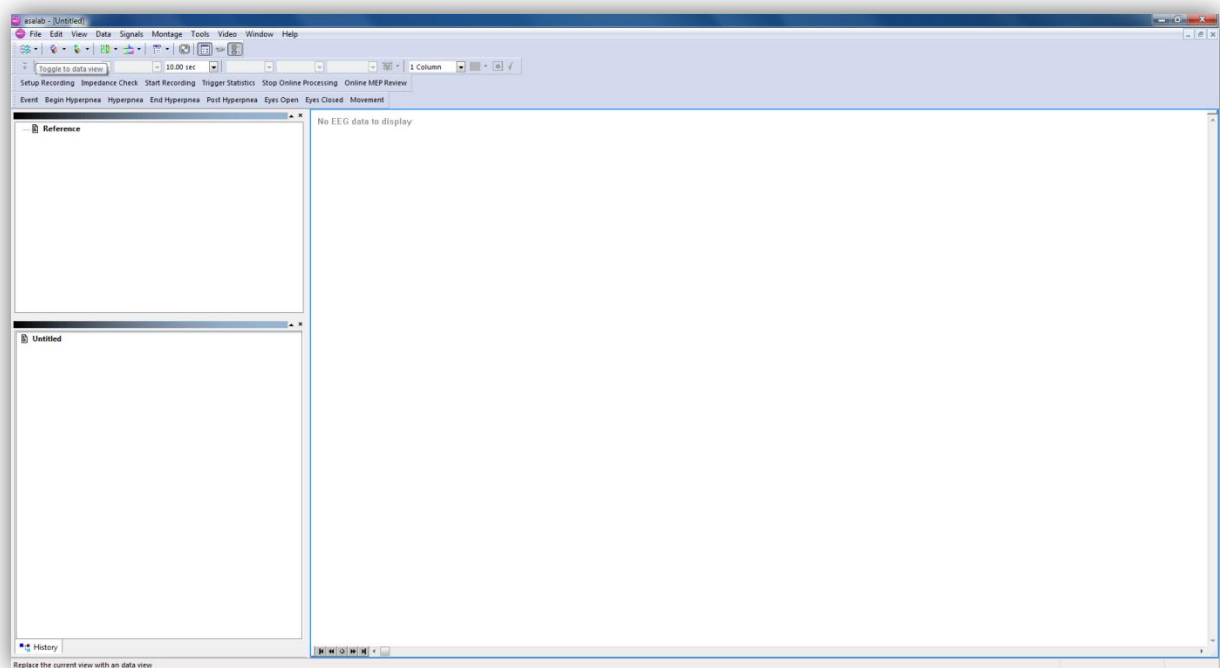 asalab - [Untitled]
File Edit View Data Signals Montage Tools Video Window Help
Toggle to data view 10.00 sec 1 Column
Setup Recording Impedance Check Start Recording Trigger Statistics Stop Online Processing Online MEP Review
Event Begin Hyperpnea Hyperpnea End Hyperpnea Post Hyperpnea Eyes Open Eyes Closed Movement
Reference
No EEG data to display
Untitled
History
Replace the current view with an data view